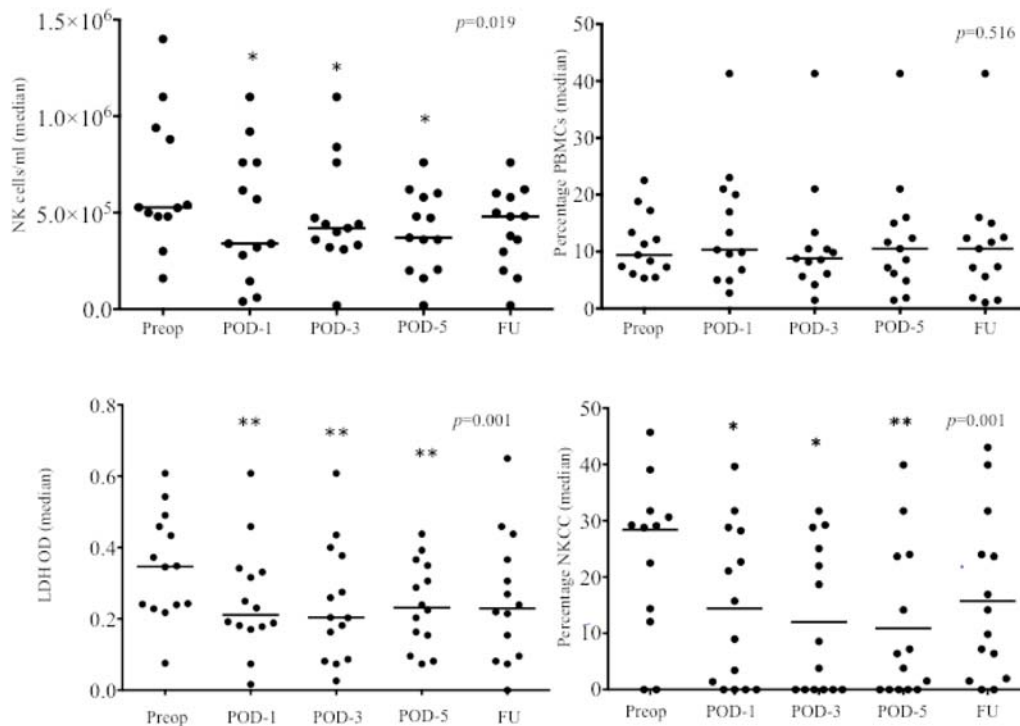 NK cells/ml (median)
1.5×10⁶
1.0×10⁶
5.0×10⁵
0.0
p=0.019
*
*
*
Preop POD-1 POD-3 POD-5 FU
Percentage PBMCs (median)
50
40
30
20
10
0
p=0.516
Preop POD-1 POD-3 POD-5 FU
LDH OD (median)
0.8
0.6
0.4
0.2
0.0
p=0.001
**
**
**
Preop POD-1 POD-3 POD-5 FU
Percentage NKCC (median)
50
40
30
20
10
0
p=0.001
*
*
**
Preop POD-1 POD-3 POD-5 FU